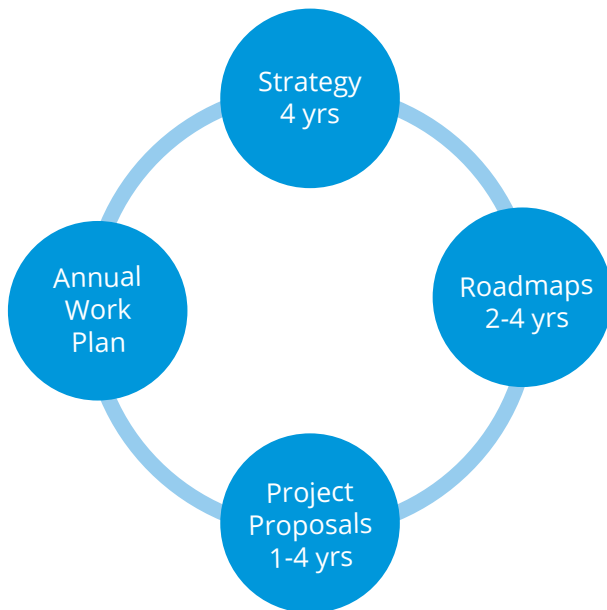 Strategy
4 yrs
Roadmaps
2-4 yrs
Project
Proposals
1-4 yrs
Annual
Work
Plan